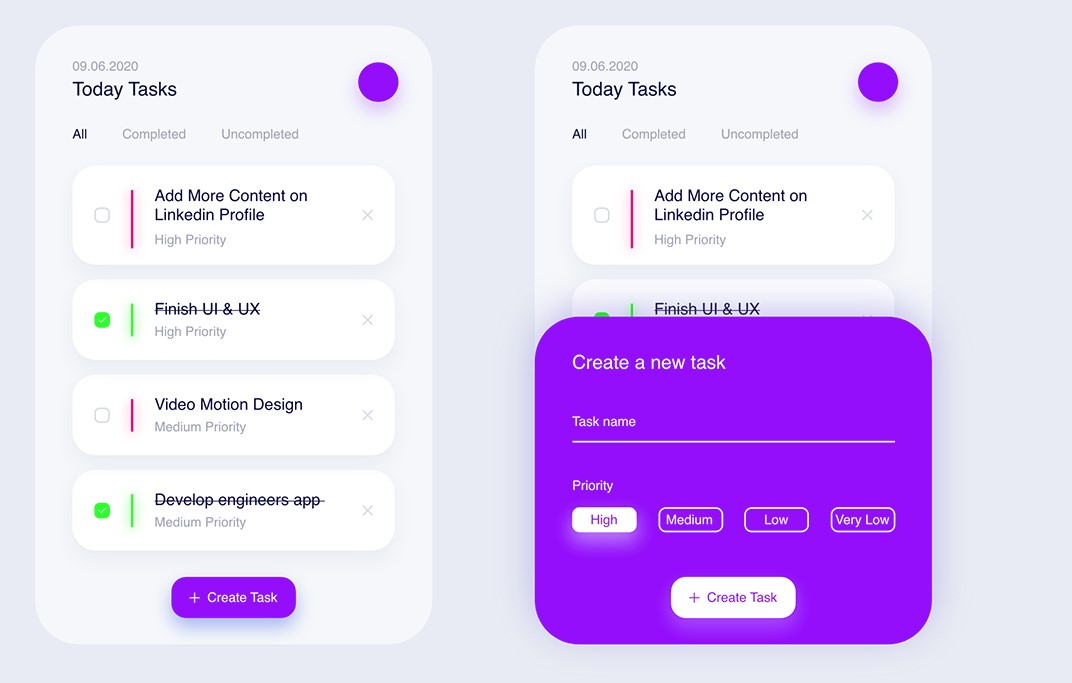 09.06.2020
Today Tasks
All Completed Uncompleted
Add More Content on
Linkedin Profile
High Priority
Finish UI & UX
High Priority
Video Motion Design
Medium Priority
Develop engineers app
Medium Priority
+ Create Task
09.06.2020
Today Tasks
All Completed Uncompleted
Add More Content on
Linkedin Profile
High Priority
Finish UI & UX
Create a new task
Task name
Priority
High Medium Low Very Low
+ Create Task